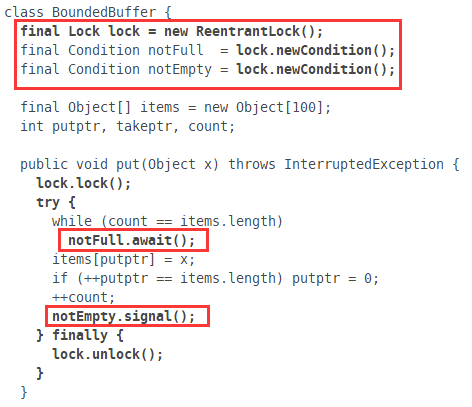 class BoundedBuffer {
final Lock lock = new ReentrantLock();
final Condition notFull  = lock.newCondition();
final Condition notEmpty = lock.newCondition();
final Object[] items = new Object[100];
int putptr, takeptr, count;
public void put(Object x) throws InterruptedException {
lock.lock();
try {
while (count == items.length)
notFull.await();
items[putptr] = x;
if (++putptr == items.length) putptr = 0;
++count;
notEmpty.signal();
} finally {
lock.unlock();
}
}